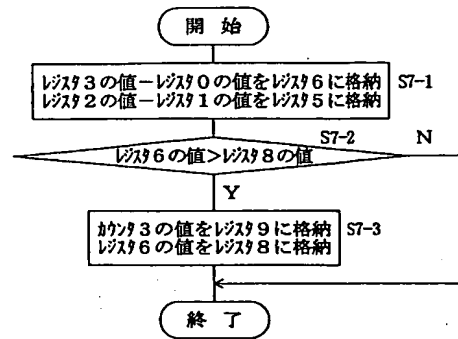 開 始
ﾚｼﾞｽﾀ３の値－ﾚｼﾞｽﾀ０の値をﾚｼﾞｽﾀ６に格納 S7-1
ﾚｼﾞｽﾀ２の値－ﾚｼﾞｽﾀ１の値をﾚｼﾞｽﾀ５に格納
S7-2 N
ﾚｼﾞｽﾀ６の値＞ﾚｼﾞｽﾀ８の値
Y
ｶｳﾝﾀ３の値をﾚｼﾞｽﾀ９に格納 S7-3
ﾚｼﾞｽﾀ６の値をﾚｼﾞｽﾀ８に格納
終 了